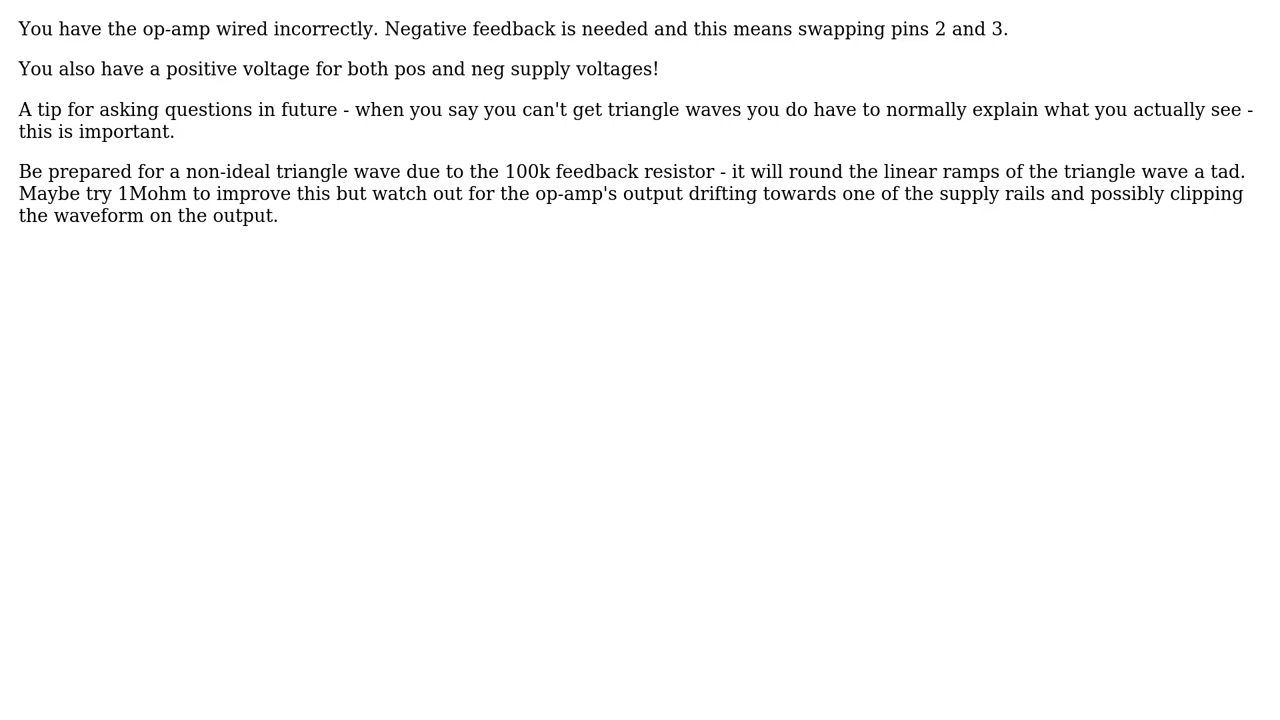 You have the op-amp wired incorrectly. Negative feedback is needed and this means swapping pins 2 and 3.
You also have a positive voltage for both pos and neg supply voltages!
A tip for asking questions in future - when you say you can't get triangle waves you do have to normally explain what you actually see -
this is important.
Be prepared for a non-ideal triangle wave due to the 100k feedback resistor - it will round the linear ramps of the triangle wave a tad.
Maybe try 1Mohm to improve this but watch out for the op-amp's output drifting towards one of the supply rails and possibly clipping
the waveform on the output.